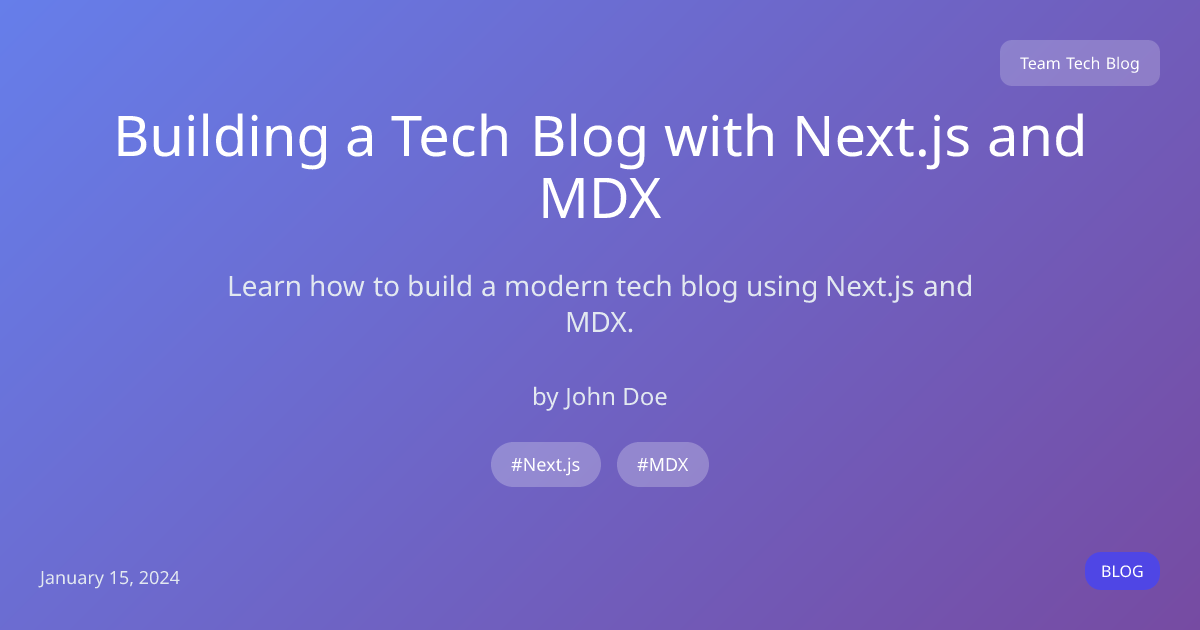 Team Tech Blog
Building a Tech Blog with Next.js and
MDX
Learn how to build a modern tech blog using Next.js and
MDX.
by John Doe
#Next.js #MDX
January 15, 2024
BLOG